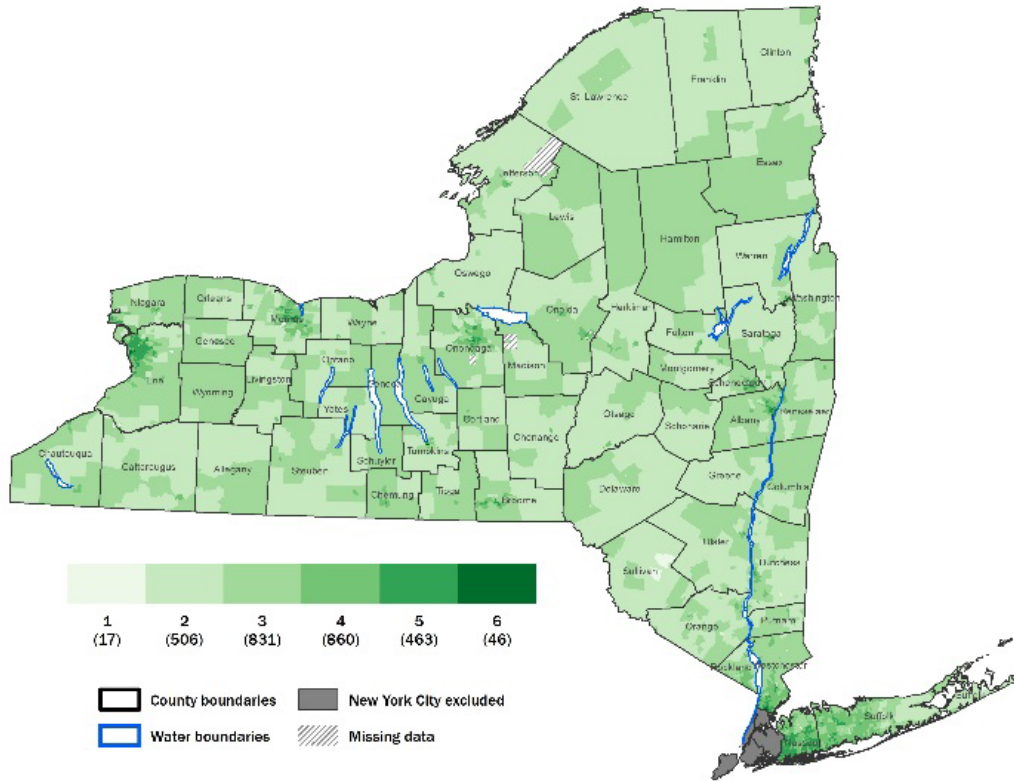 Clinton
Franklin
St. Lawrence
Essex
Jefferson
Lewis
Hamilton
Warren
Oswego
Washington
Niagara
Orleans
Monroe
Wayne
Oneida
Herkimer
Fulton
Saratoga
Genesee
Onondaga
Ontario
Madison
Montgomery
Erie
Wyoming
Livingston
Seneca
Cayuga
Schenectady
Yates
Otsego
Albany
Rensselaer
Cortland
Schoharie
Chenango
Chautauqua
Cattaraugus
Allegany
Steuben
Schuyler
Tompkins
Greene
Columbia
Chemung
Tioga
Broome
Delaware
Ulster
Dutchess
Sullivan
Orange
Putnam
Rockland
Westchester
Suffolk
Suffolk
Nassau
1 2 3 4 5 6
(17) (506) (831) (860) (463) (46)
County boundaries
New York City excluded
Water boundaries
Missing data